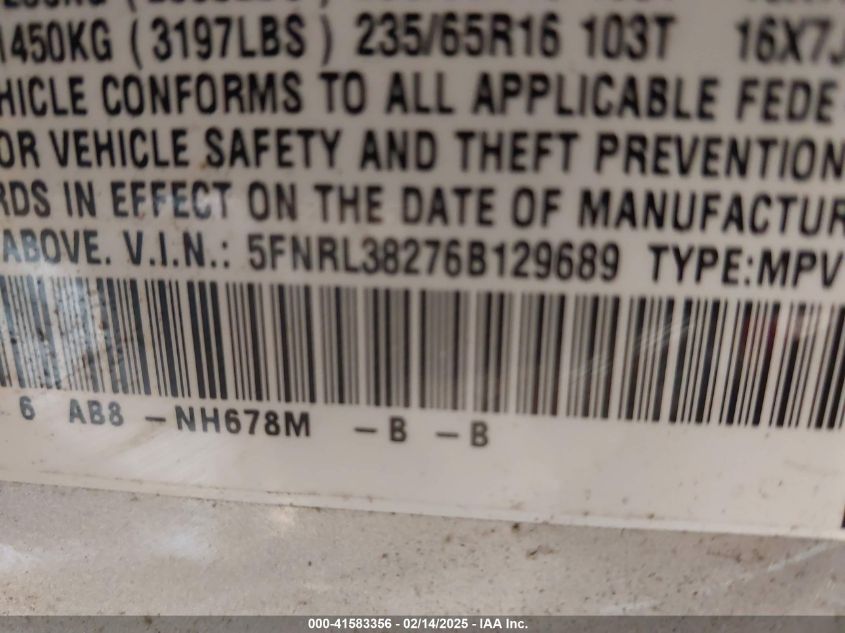 1450KG ( 3197LBS ) 235/65R16 103T 16X7J
HICLE CONFORMS TO ALL APPLICABLE FEDE
OR VEHICLE SAFETY AND THEFT PREVENTION
RDS IN EFFECT ON THE DATE OF MANUFACTUR
ABOVE. V.I.N.: 5FNRL38276B129689 TYPE:MPV
6 AB8 -NH678M -B -B
000-41583356 - 02/14/2025 - IAA Inc.